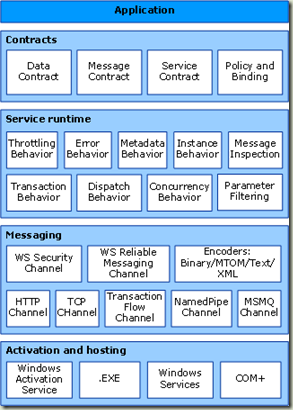 Application
Contracts
Data
Contract
Message
Contract
Service
Contract
Policy and
Binding
Service runtime
Throttling
Behavior
Error
Behavior
Metadata
Behavior
Instance
Behavior
Message
Inspection
Transaction
Behavior
Dispatch
Behavior
Concurrency
Behavior
Parameter
Filtering
Messaging
WS Security
Channel
WS Reliable
Messaging
Channel
Encoders:
Binary/MTOM/Text/
XML
HTTP
CHannel
TCP
CHannel
Transaction
Flow
Channel
NamedPipe
Channel
MSMQ
Channel
Activation and hosting
Windows
Activation
Service
.EXE
Windows
Services
COM+